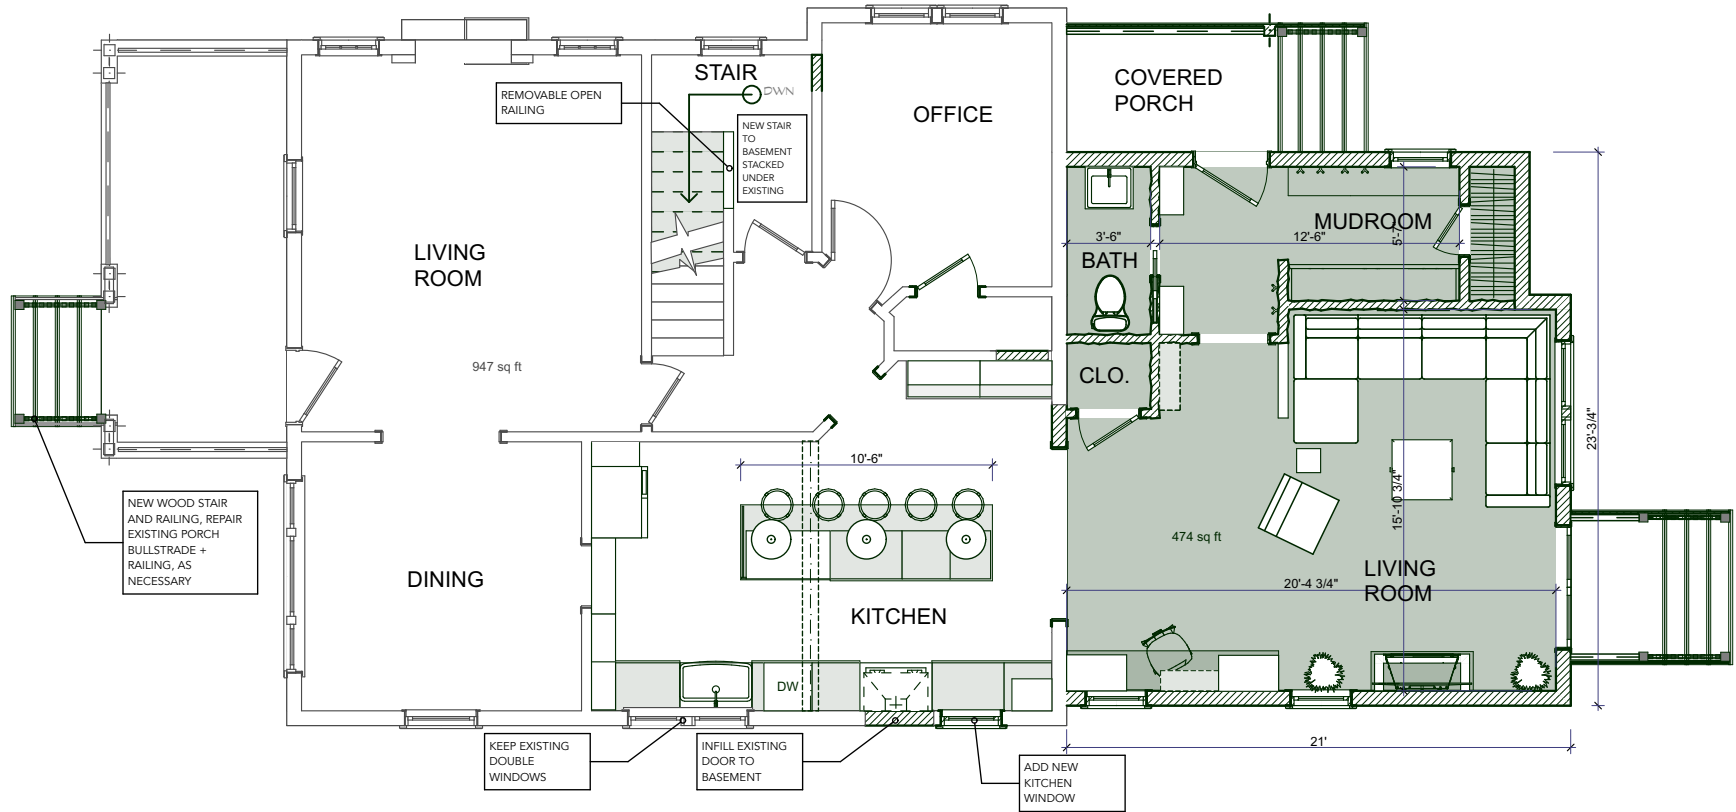 STAIR
DWN
REMOVABLE OPEN
RAILING
NEW STAIR
TO
BASEMENT
STACKED
UNDER
EXISTING
OFFICE
COVERED
PORCH
LIVING
ROOM
947 sq ft
3'-6"
BATH
12'-6"
MUDROOM
CLO.
23'-3/4"
15'-10 3/4"
10'-6"
NEW WOOD STAIR
AND RAILING, REPAIR
EXISTING PORCH
BULLSTRADE +
RAILING, AS
NECESSARY
DINING
KITCHEN
474 sq ft
LIVING
ROOM
20'-4 3/4"
DW
KEEP EXISTING
DOUBLE
WINDOWS
INFILL EXISTING
DOOR TO
BASEMENT
ADD NEW
KITCHEN
WINDOW
21'